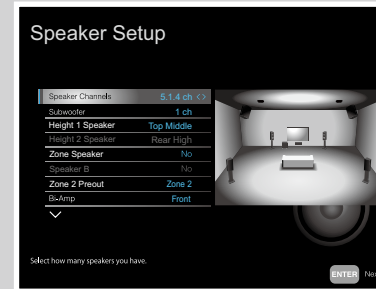 Speaker Setup
Speaker Channels 5.1.4 ch <>
Subwoofer 1 ch
Height 1 Speaker Top Middle
Height 2 Speaker Rear High
Zone Speaker No
Speaker B No
Zone 2 Preout Zone 2
Bi-Amp Front
Select how many speakers you have.
ENTER